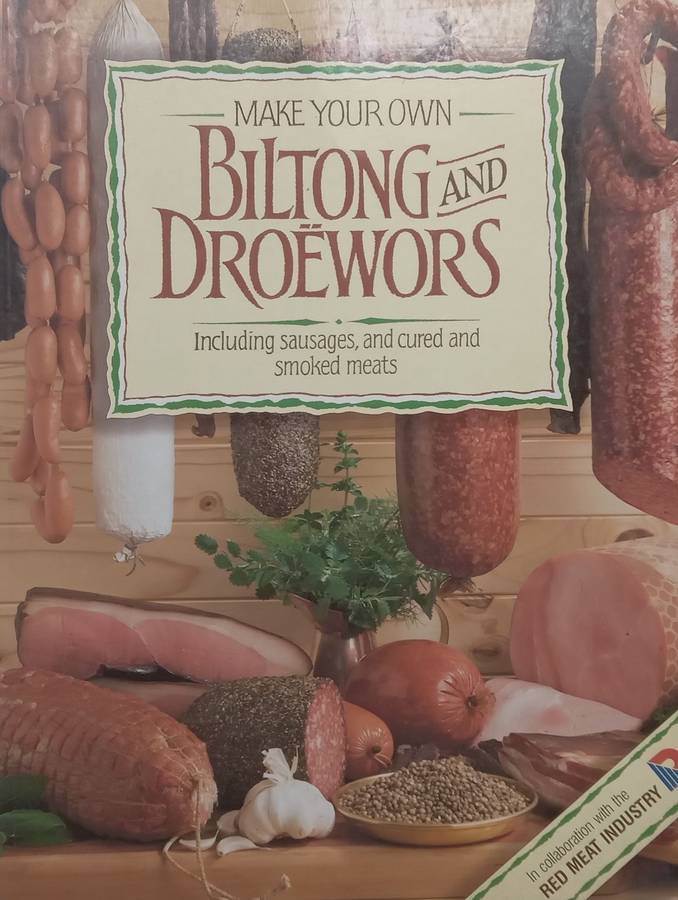 MAKE YOUR OWN
BILTONG AND
DROËWORS
Including sausages, and cured and
smoked meats
In collaboration with the
RED MEAT INDUSTRY